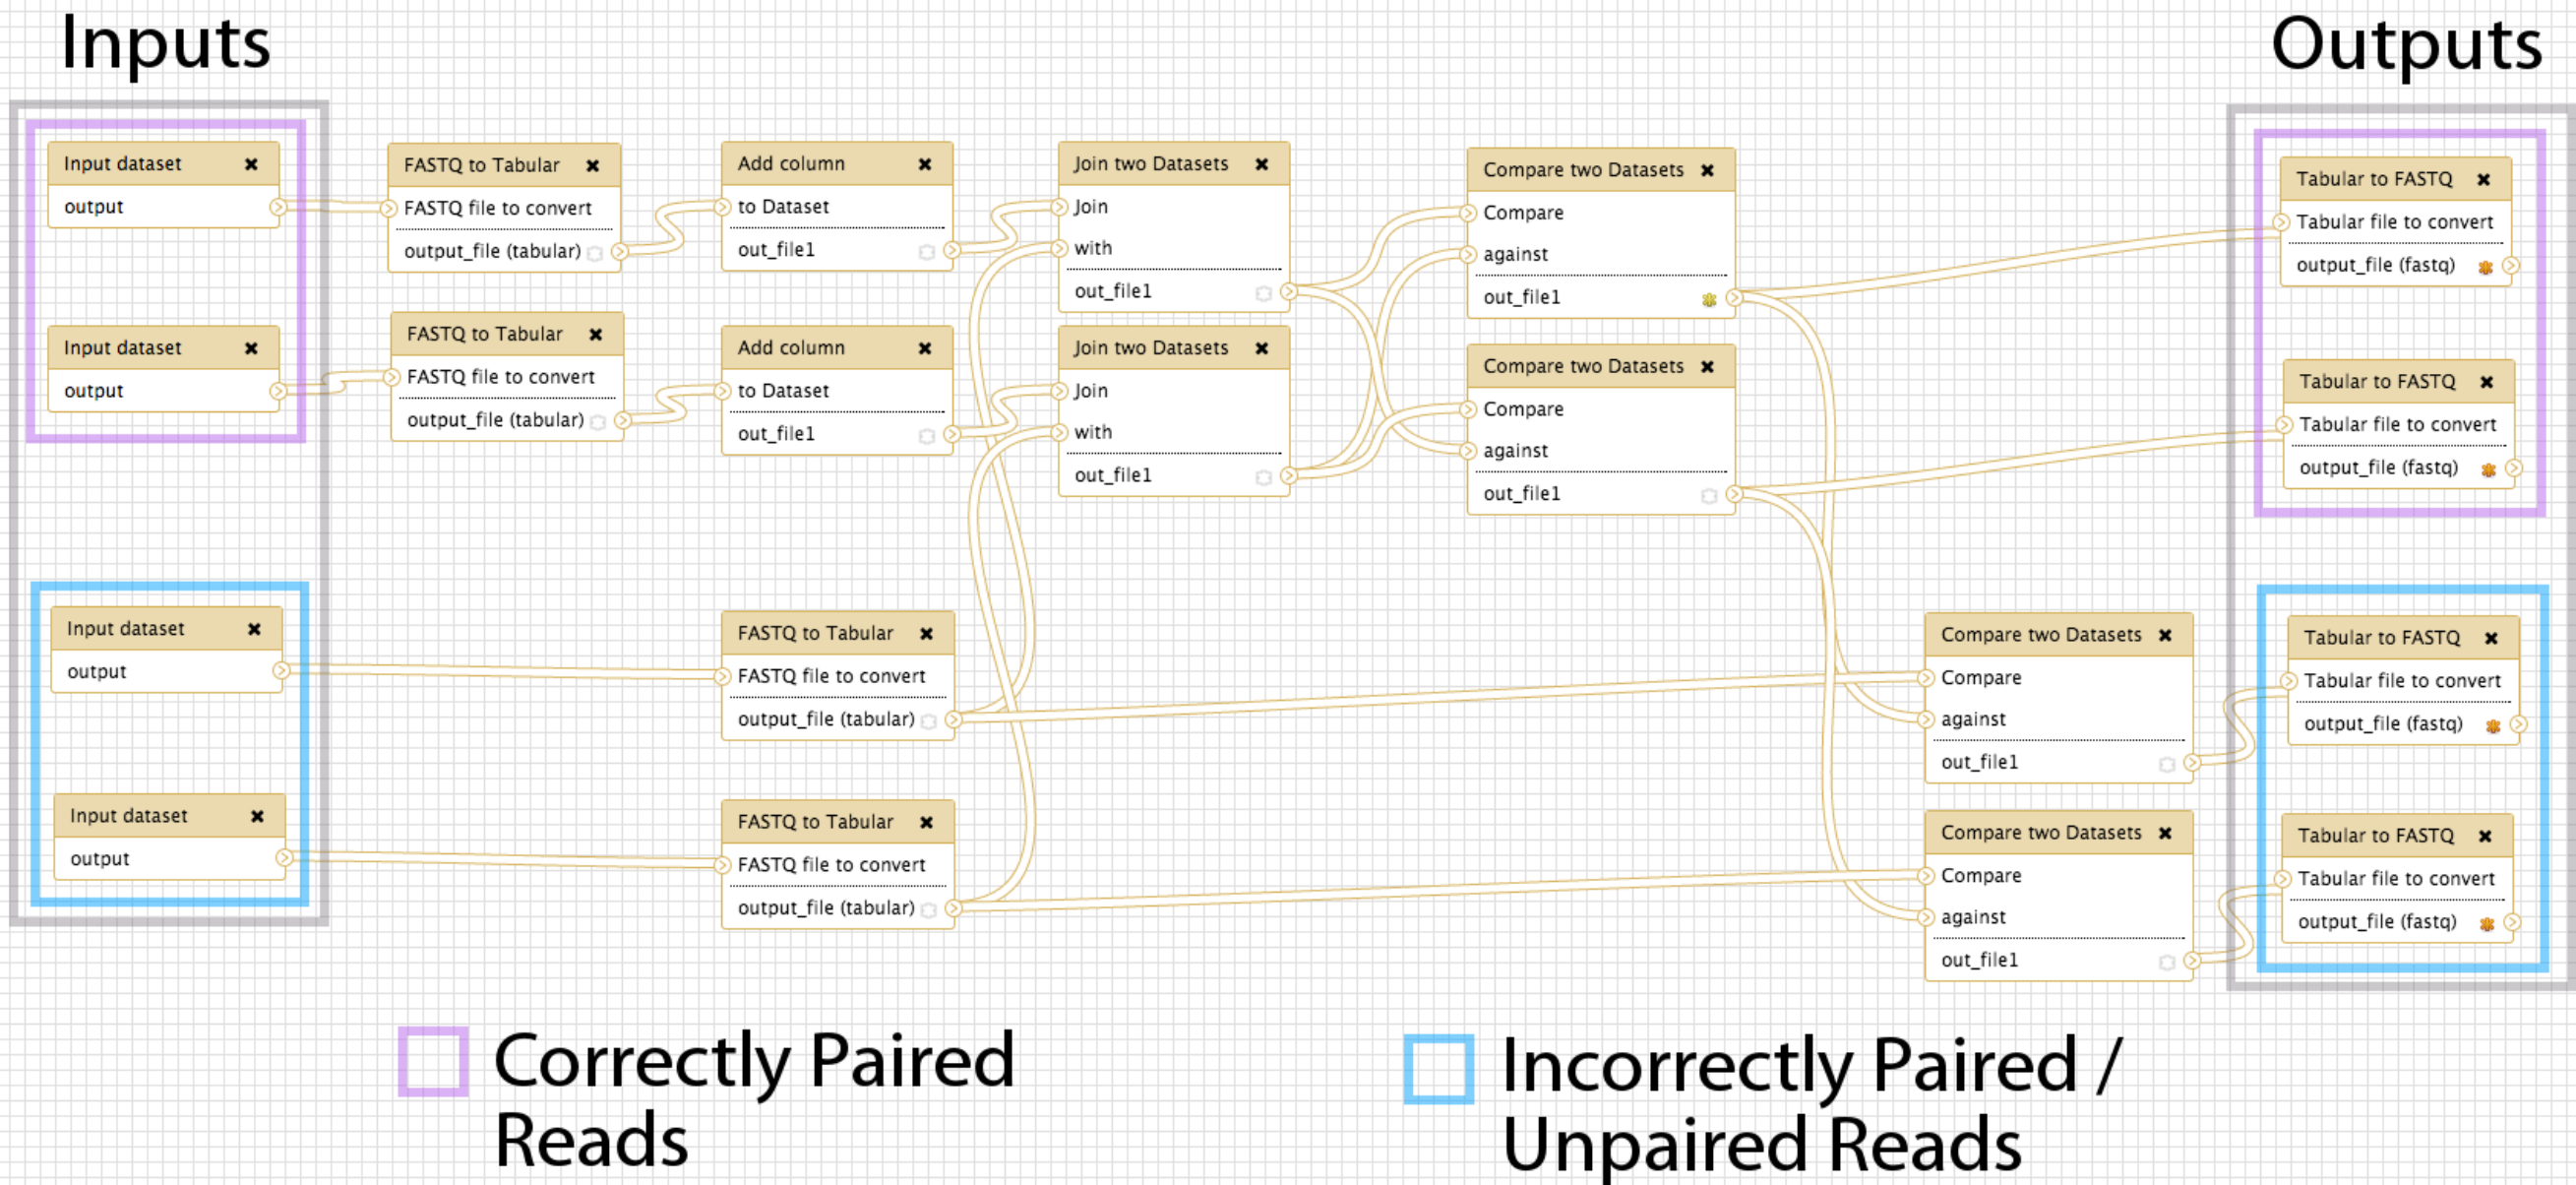 Inputs
Outputs
Input dataset
output
Input dataset
output
FASTQ to Tabular
FASTQ file to convert
output_file (tabular)
FASTQ to Tabular
FASTQ file to convert
output_file (tabular)
Add column
to Dataset
out_file1
Add column
to Dataset
out_file1
Join two Datasets
Join
with
out_file1
Join two Datasets
Join
with
out_file1
Compare two Datasets
Compare
against
out_file1
Compare two Datasets
Compare
against
out_file1
Tabular to FASTQ
Tabular file to convert
output_file (fastq)
Tabular to FASTQ
Tabular file to convert
output_file (fastq)
Input dataset
output
Input dataset
output
FASTQ to Tabular
FASTQ file to convert
output_file (tabular)
FASTQ to Tabular
FASTQ file to convert
output_file (tabular)
Compare two Datasets
Compare
against
out_file1
Compare two Datasets
Compare
against
out_file1
Tabular to FASTQ
Tabular file to convert
output_file (fastq)
Tabular to FASTQ
Tabular file to convert
output_file (fastq)
Correctly Paired
Reads
Incorrectly Paired /
Unpaired Reads